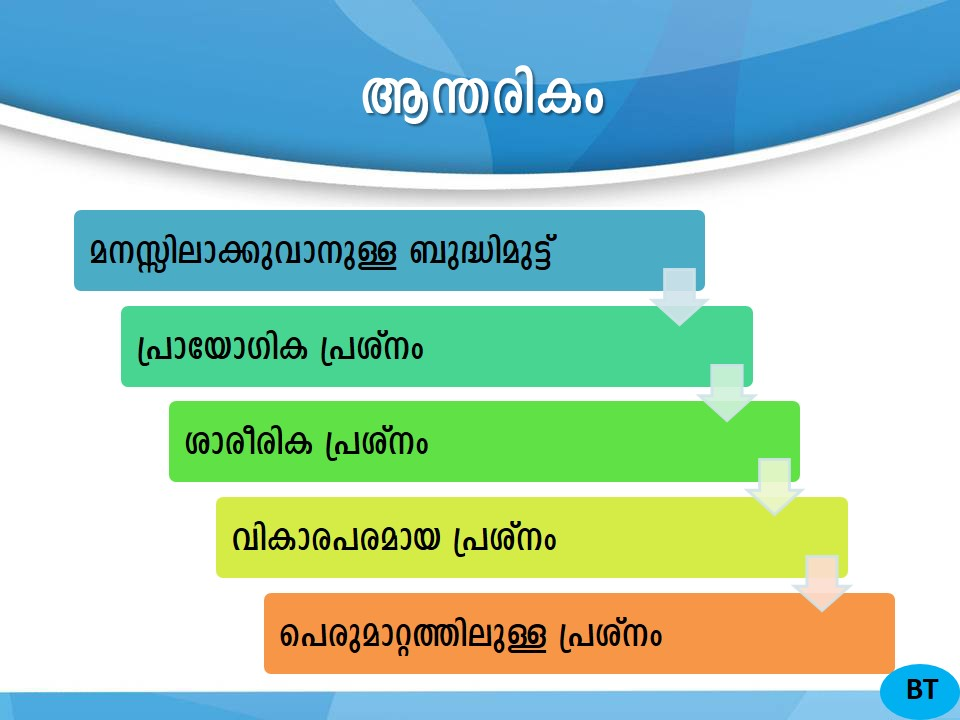 ആന്തരികം
മനസ്സിലാക്കുവാനുള്ള ബുദ്ധിമുട്ട്
പ്രായോഗിക പ്രശ്നം
ശാരീരിക പ്രശ്നം
വികാരപരമായ പ്രശ്നം
പെരുമാറ്റത്തിലുള്ള പ്രശ്നം
BT